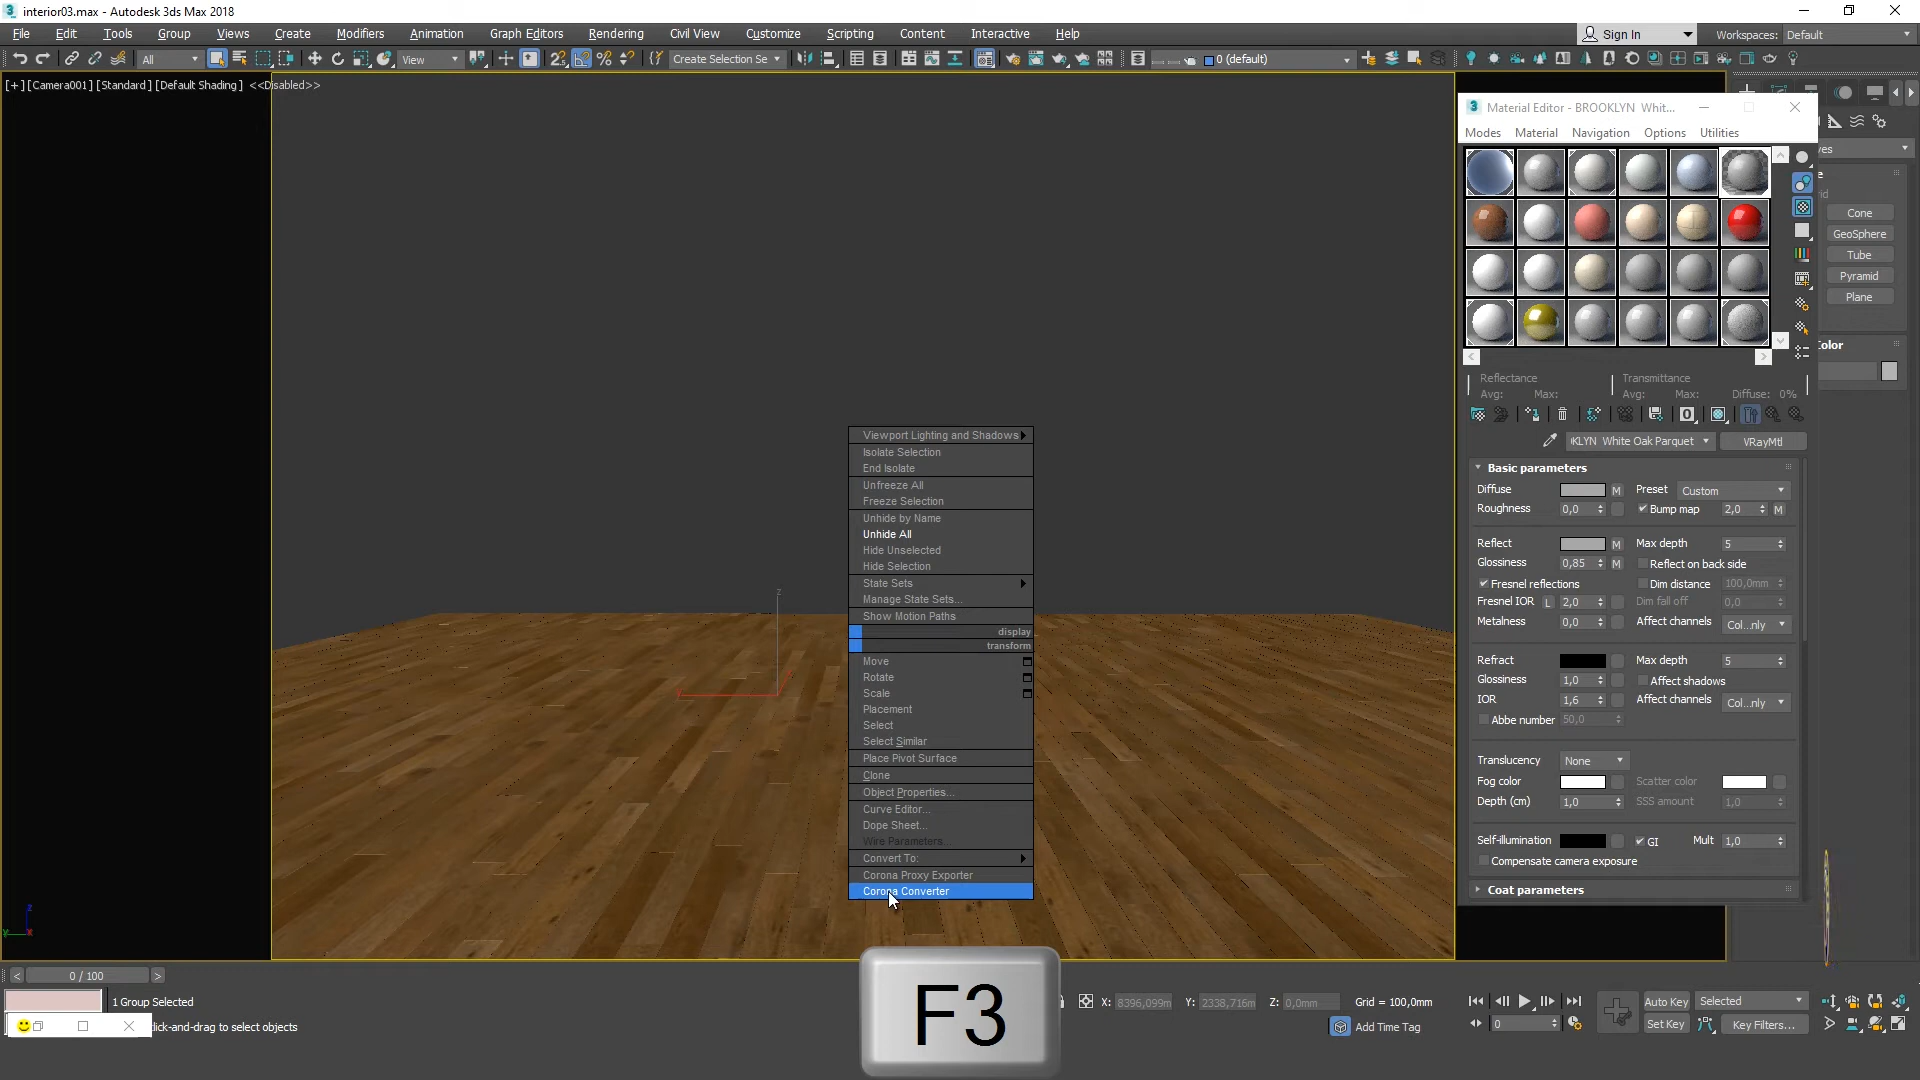 interior03.max - Autodesk 3ds Max 2018
File Edit Tools Group Views Create Modifiers Animation Graph Editors Rendering Civil View Customize Scripting Content Interactive Help
Sign In Workspaces: Default
All View Create Selection Se 0 (default)
[+] [Camera001] [Standard] [Default Shading] <<Disabled>>
Material Editor - BROOKLYN Whit...
Modes Material Navigation Options Utilities
Cone
GeoSphere
Tube
Pyramid
Plane
Color
Reflectance Transmittance
Avg: Max: Avg: Max: Diffuse: 0%
KLYN White Oak Parquet VRayMtl
Basic parameters
Diffuse M Preset Custom
Roughness 0,0 Bump map 2,0 M
Reflect M Max depth 5
Glossiness 0,85 M Reflect on back side
Fresnel reflections Dim distance 100,0mm
Fresnel IOR L 2,0 Dim fall off 0,0
Metalness 0,0 Affect channels Col...nly
Refract Max depth 5
Glossiness 1,0 Affect shadows
IOR 1,6 Affect channels Col...nly
Abbe number 50,0
Translucency None
Fog color Scatter color
Depth (cm) 1,0 SSS amount 1,0
Self-illumination GI Mult 1,0
Compensate camera exposure
Coat parameters
Viewport Lighting and Shadows
Isolate Selection
End Isolate
Unfreeze All
Freeze Selection
Unhide by Name
Unhide All
Hide Unselected
Hide Selection
State Sets
Manage State Sets...
Show Motion Paths
display
transform
Move
Rotate
Scale
Placement
Select
Select Similar
Place Pivot Surface
Clone
Object Properties...
Curve Editor...
Dope Sheet...
Wire Parameters...
Convert To:
Corona Proxy Exporter
Corona Converter
z
z
y x
F3
0 / 100
1 Group Selected
click-and-drag to select objects
X: 8396,099m Y: 2338,716m Z: 0,0mm Grid = 100,0mm
Add Time Tag
0
Auto Key Selected
Set Key Key Filters...